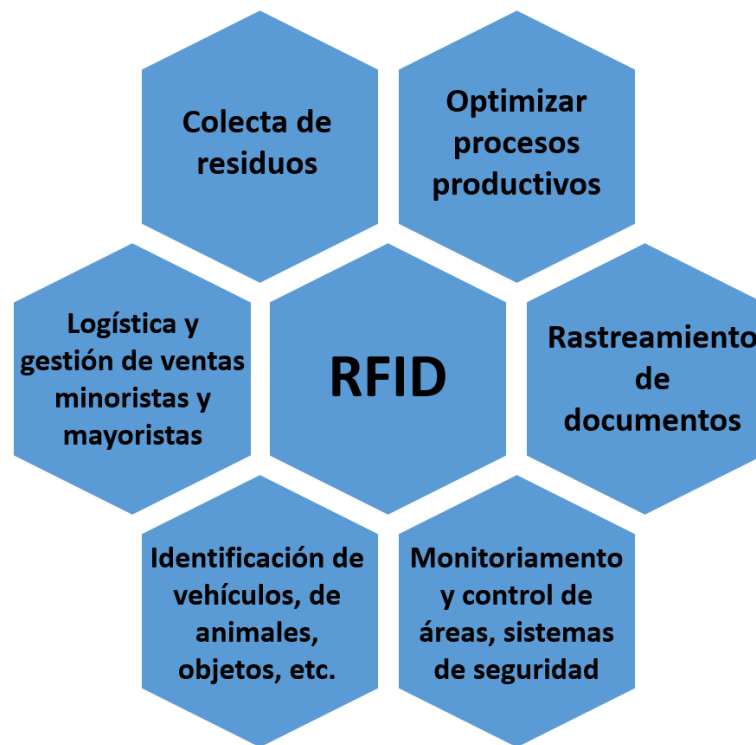 Colecta de
residuos
Optimizar
procesos
productivos
Logística y
gestión de ventas
minoristas y
mayoristas
RFID
Rastreamiento
de
documentos
Identificación de
vehículos, de
animales,
objetos, etc.
Monitoriamento
y control de
áreas, sistemas
de seguridad